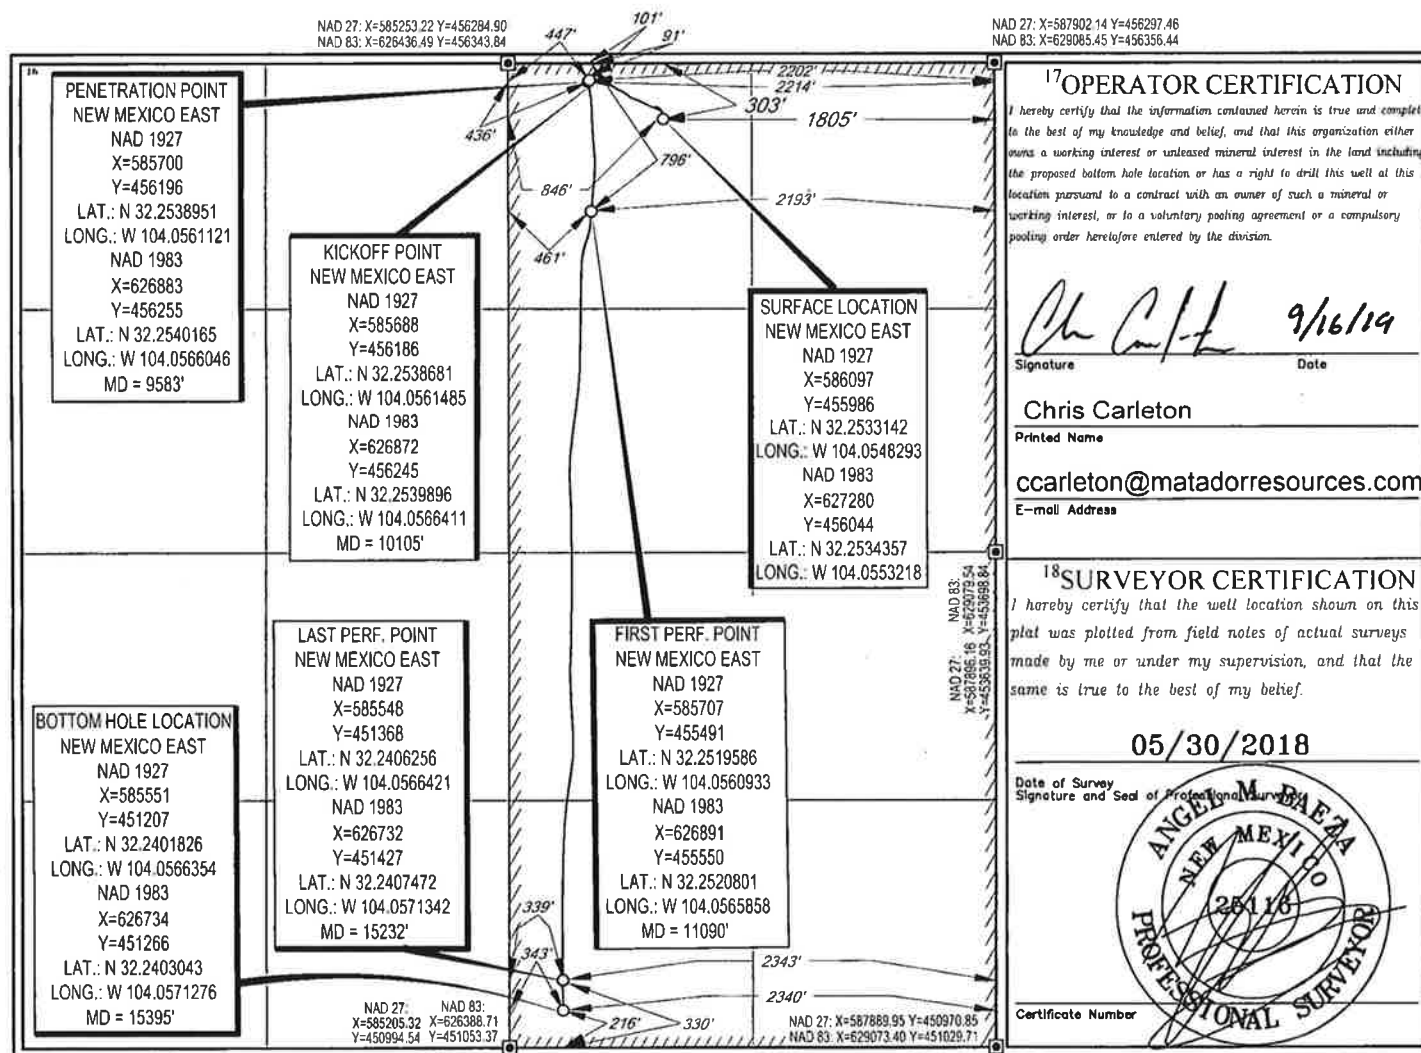 NAD 27: X=585253.22 Y=456284.90
NAD 83: X=626436.49 Y=456343.84
NAD 27: X=587902.14 Y=456297.46
NAD 83: X=629085.45 Y=456356.44
447'
101'
91'
2202'
2214'
303'
1805'
436'
796'
846'
2193'
461'
16
PENETRATION POINT
NEW MEXICO EAST
NAD 1927
X=585700
Y=456196
LAT.: N 32.2538951
LONG.: W 104.0561121
NAD 1983
X=626883
Y=456255
LAT.: N 32.2540165
LONG.: W 104.0566046
MD = 9583'
KICKOFF POINT
NEW MEXICO EAST
NAD 1927
X=585688
Y=456186
LAT.: N 32.2538681
LONG.: W 104.0561485
NAD 1983
X=626872
Y=456245
LAT.: N 32.2539896
LONG.: W 104.0566411
MD = 10105'
SURFACE LOCATION
NEW MEXICO EAST
NAD 1927
X=586097
Y=455986
LAT.: N 32.2533142
LONG.: W 104.0548293
NAD 1983
X=627280
Y=456044
LAT.: N 32.2534357
LONG.: W 104.0553218
NAD 27:
X=587896.16
Y=453639.93
NAD 83:
X=629079.54
Y=453698.84
LAST PERF. POINT
NEW MEXICO EAST
NAD 1927
X=585548
Y=451368
LAT.: N 32.2406256
LONG.: W 104.0566421
NAD 1983
X=626732
Y=451427
LAT.: N 32.2407472
LONG.: W 104.0571342
MD = 15232'
FIRST PERF. POINT
NEW MEXICO EAST
NAD 1927
X=585707
Y=455491
LAT.: N 32.2519586
LONG.: W 104.0560933
NAD 1983
X=626891
Y=455550
LAT.: N 32.2520801
LONG.: W 104.0565858
MD = 11090'
BOTTOM HOLE LOCATION
NEW MEXICO EAST
NAD 1927
X=585551
Y=451207
LAT.: N 32.2401826
LONG.: W 104.0566354
NAD 1983
X=626734
Y=451266
LAT.: N 32.2403043
LONG.: W 104.0571276
MD = 15395'
339'
343'
2343'
2340'
216'
330'
NAD 27: NAD 83:
X=585205.32 X=626388.71
Y=450994.54 Y=451053.37
NAD 27: X=587889.95 Y=450970.85
NAD 83: X=629073.40 Y=451029.71
17OPERATOR CERTIFICATION
I hereby certify that the information contained herein is true and complet
to the best of my knowledge and belief, and that this organization either
owns a working interest or unleased mineral interest in the land including
the proposed bottom hole location or has a right to drill this well at this
location pursuant to a contract with an owner of such a mineral or
working interest, or to a voluntary pooling agreement or a compulsory
pooling order heretofore entered by the division.
9/16/19
Signature Date
Chris Carleton
Printed Name
ccarleton@matadorresources.com
E-mail Address
18SURVEYOR CERTIFICATION
I hereby certify that the well location shown on this
plat was plotted from field notes of actual surveys
made by me or under my supervision, and that the
same is true to the best of my belief.
05/30/2018
Date of Survey
Signature and Seal of Professional Surveyor
ANGEL M. BAEZA
NEW MEXICO
25116
PROFESSIONAL SURVEYOR
Certificate Number